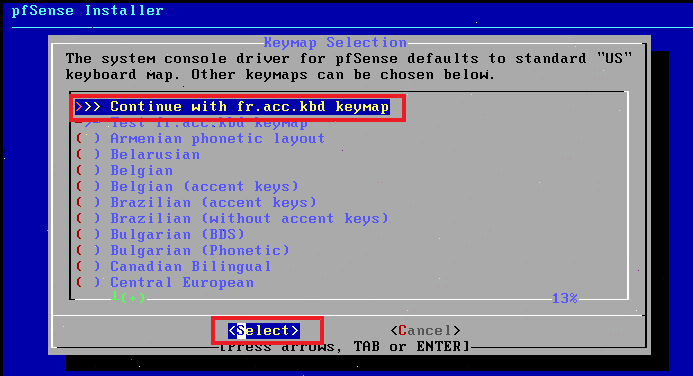 pfSense Installer
Keymap Selection
The system console driver for pfSense defaults to standard "US"
keyboard map. Other keymaps can be chosen below.
>>> Continue with fr.acc.kbd keymap
->- Test fr.acc.kbd keymap
( ) Armenian phonetic layout
( ) Belarusian
( ) Belgian
( ) Belgian (accent keys)
( ) Brazilian (accent keys)
( ) Brazilian (without accent keys)
( ) Bulgarian (BDS)
( ) Bulgarian (Phonetic)
( ) Canadian Bilingual
( ) Central European
13%
<Select> <Cancel>
[Press arrows, TAB or ENTER]